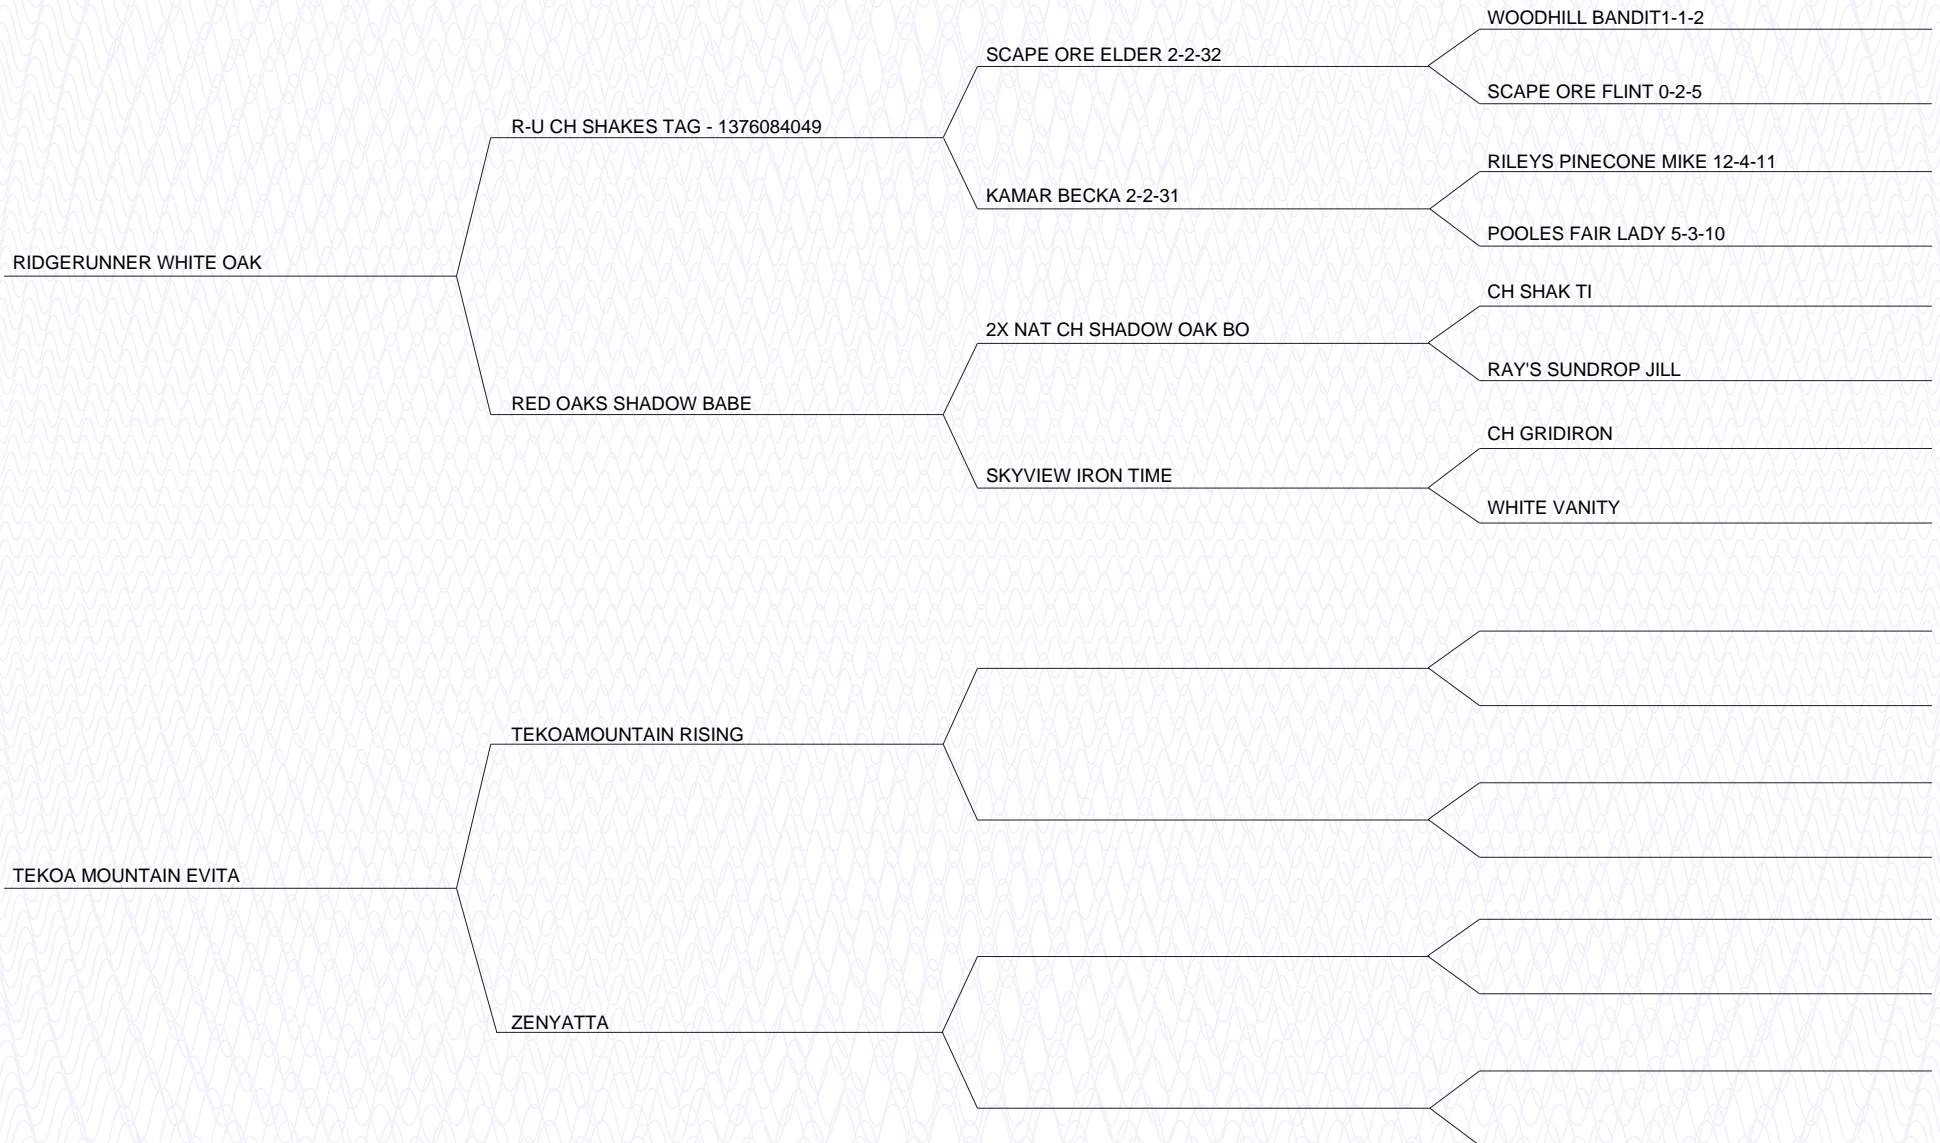 WOODHILL BANDIT1-1-2
SCAPE ORE ELDER 2-2-32
SCAPE ORE FLINT 0-2-5
R-U CH SHAKES TAG - 1376084049
RILEYS PINECONE MIKE 12-4-11
KAMAR BECKA 2-2-31
POOLES FAIR LADY 5-3-10
RIDGERUNNER WHITE OAK
CH SHAK TI
2X NAT CH SHADOW OAK BO
RAY'S SUNDROP JILL
RED OAKS SHADOW BABE
CH GRIDIRON
SKYVIEW IRON TIME
WHITE VANITY
TEKOAMOUNTAIN RISING
TEKOA MOUNTAIN EVITA
ZENYATTA